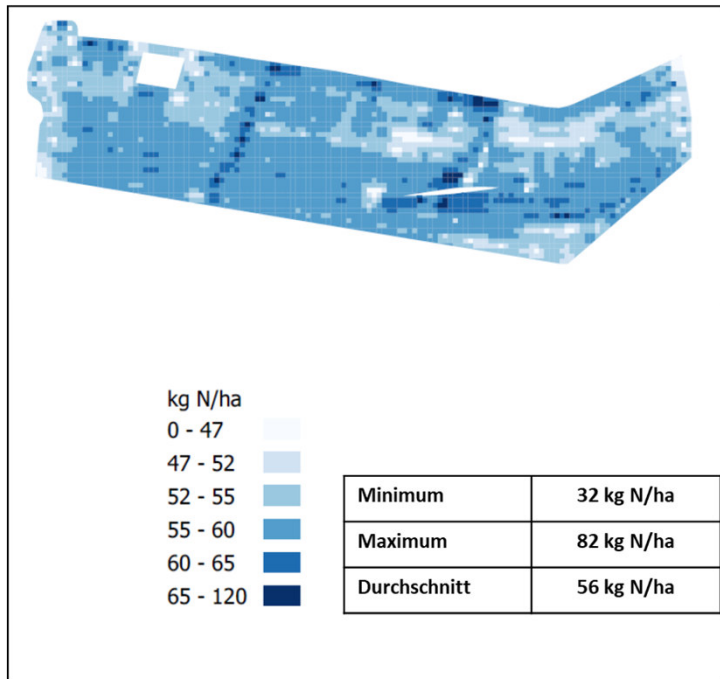 kg N/ha
0 - 47
47 - 52
52 - 55
55 - 60
60 - 65
65 - 120
Minimum 32 kg N/ha
Maximum 82 kg N/ha
Durchschnitt 56 kg N/ha